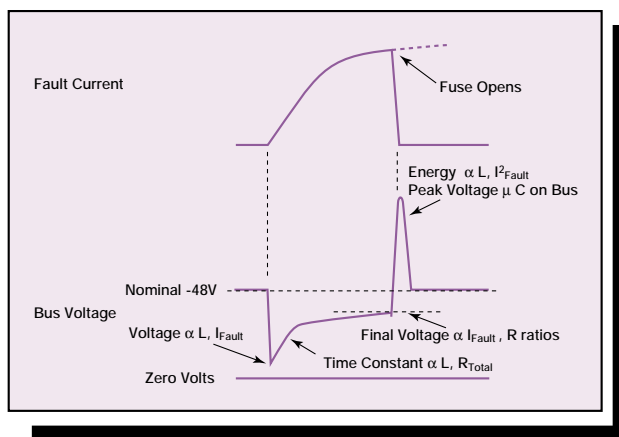 Fault Current
Fuse Opens
Energy α L, I²Fault
Peak Voltage μ C on Bus
Nominal -48V
Bus Voltage
Voltage α L, IFault
Final Voltage α IFault , R ratios
Time Constant α L, RTotal
Zero Volts